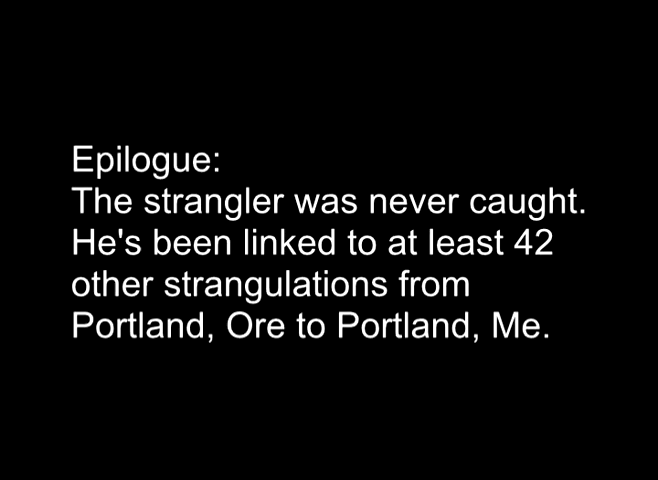 Epilogue:
The strangler was never caught.
He's been linked to at least 42
other strangulations from
Portland, Ore to Portland, Me.